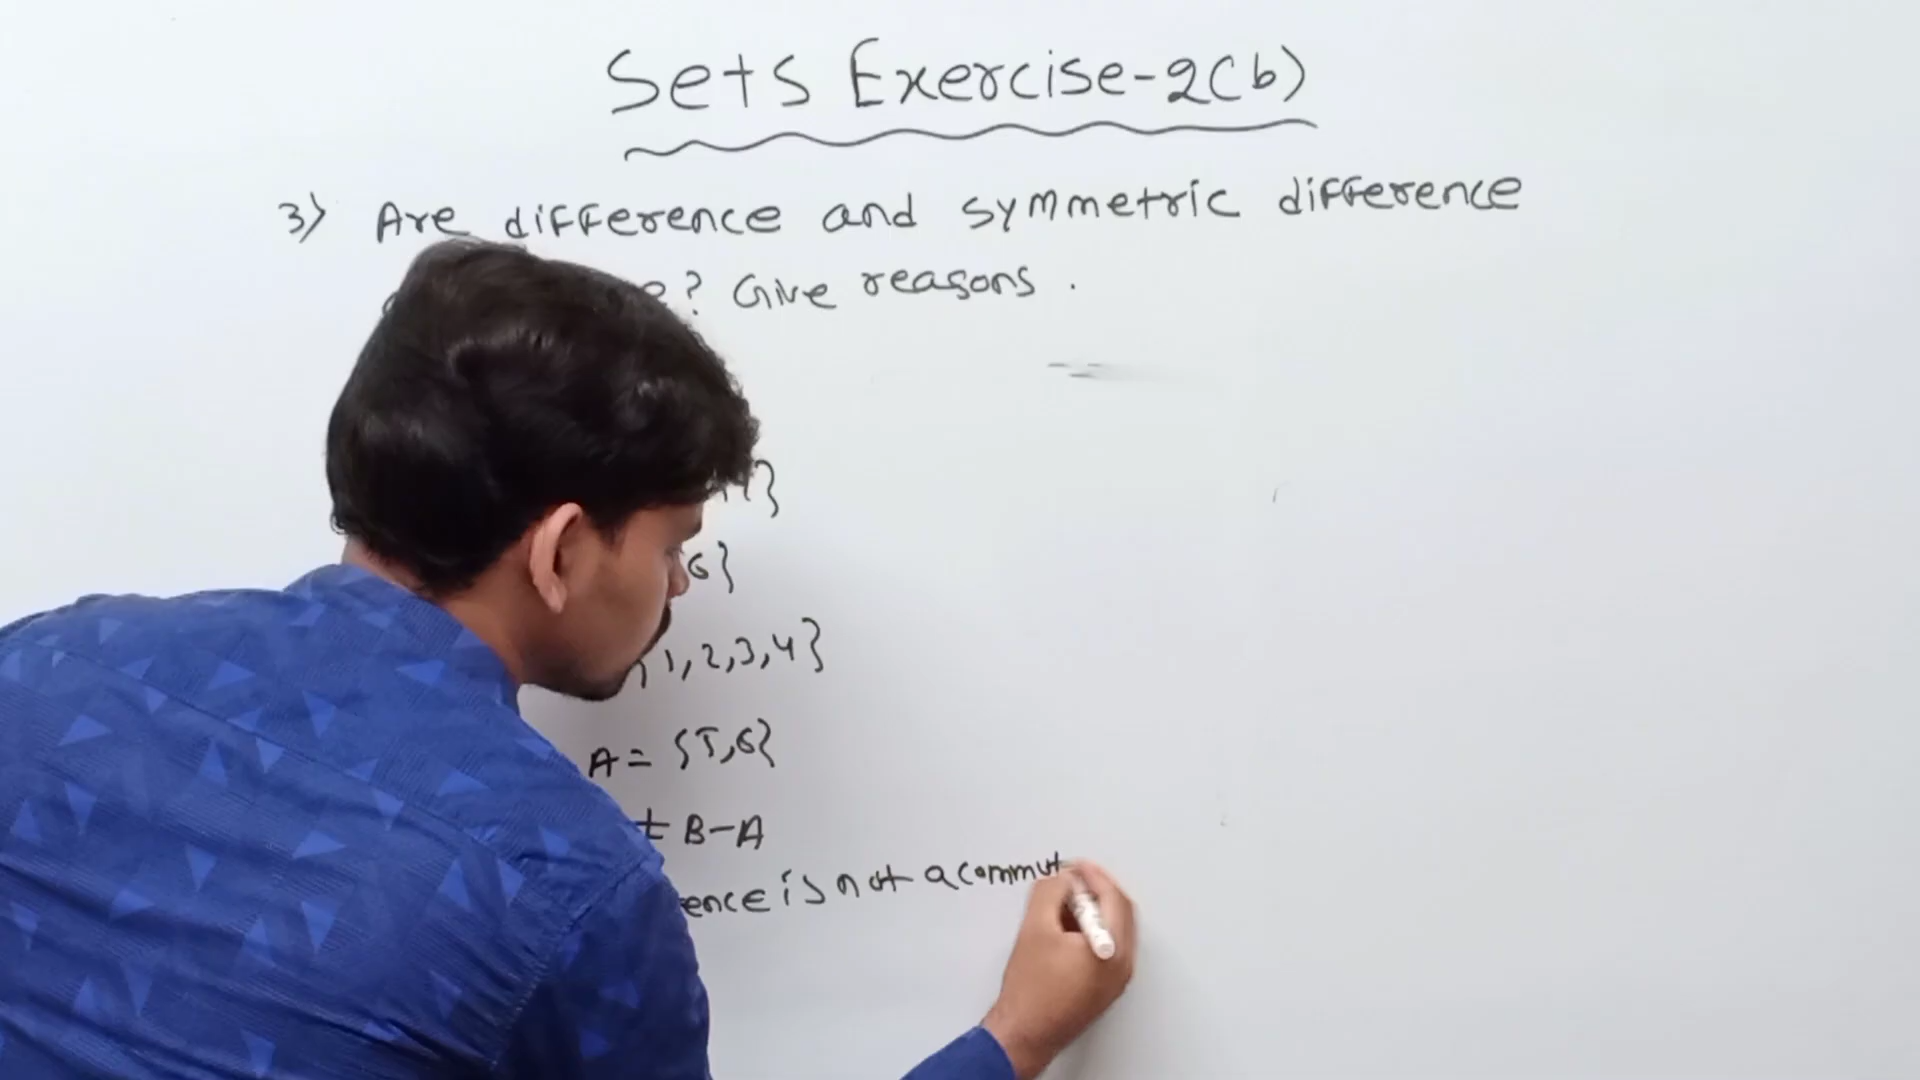 Sets Exercise-2(b)
3) Are difference and symmetric difference
? Give reasons .
}
6}
1,2,3,4}
A = {5,6}
≠ B-A
ence is not a commut